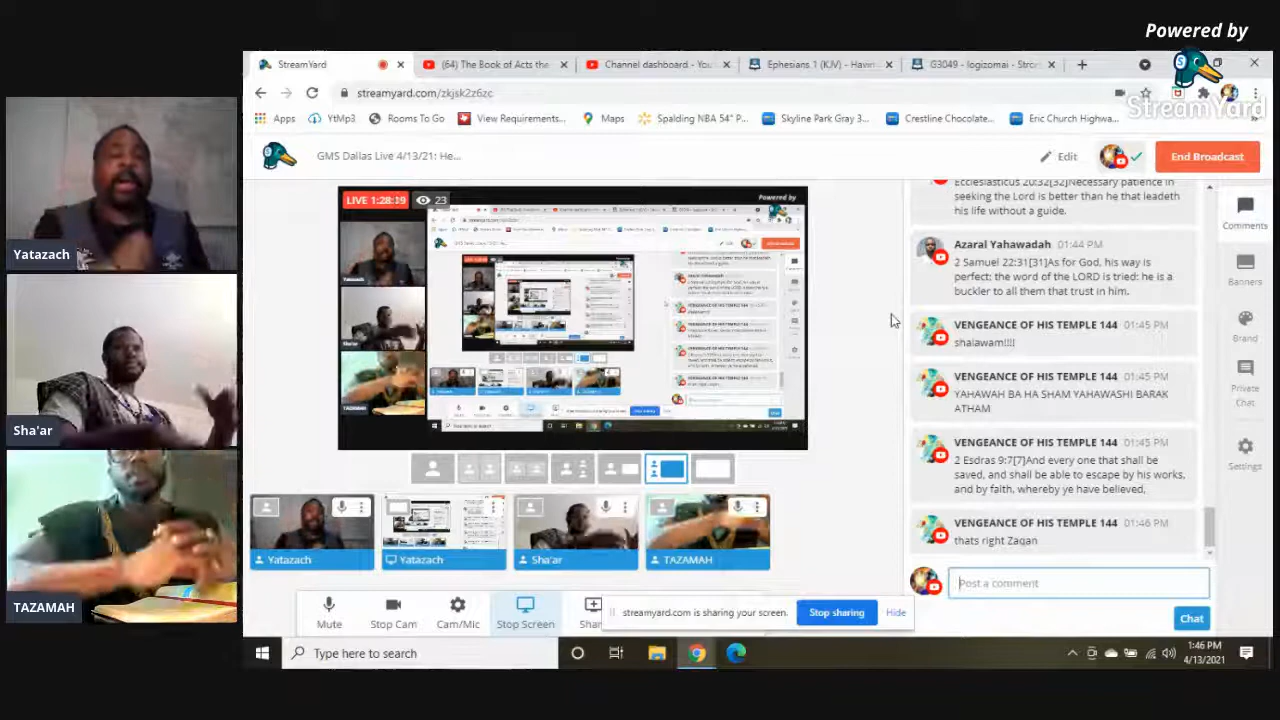 Powered by
StreamYard
Yatazach
Sha'ar
TAZAMAH
StreamYard
(64) The Book of Acts the
Channel dashboard - You
Ephesians 1 (KJV) - Havin
G3049 - logizomai - Stron
streamyard.com/zkjsk2z6zc
Apps
YtMp3
Rooms To Go
View Requirements...
Maps
Spalding NBA 54" P...
Skyline Park Gray 3...
Crestline Chocolate...
Eric Church Highwa...
GMS Dallas Live 4/13/21: He...
Edit
End Broadcast
LIVE 1:28:19
23
Powered by
Yatazach
Sha'ar
TAZAMAH
Yatazach
Yatazach
Sha'ar
TAZAMAH
Mute
Stop Cam
Cam/Mic
Stop Screen
Shar
streamyard.com is sharing your screen.
Stop sharing
Hide
Ecclesiasticus 20:32[32]Necessary patience in
seeking the Lord is better than he that leadeth
his life without a guide.
Azaral Yahawadah 01:44 PM
2 Samuel 22:31[31]As for God, his way is
perfect; the word of the LORD is tried: he is a
buckler to all them that trust in him.
VENGEANCE OF HIS TEMPLE 144 01:45 PM
shalawam!!!!
VENGEANCE OF HIS TEMPLE 144 01:45 PM
YAHAWAH BA HA SHAM YAHAWASHI BARAK
ATHAM
VENGEANCE OF HIS TEMPLE 144 01:45 PM
2 Esdras 9:7[7]And every one that shall be
saved, and shall be able to escape by his works,
and by faith, whereby ye have believed,
VENGEANCE OF HIS TEMPLE 144 01:46 PM
thats right Zaqan
Post a comment
Chat
Comments
Banners
Brand
Private
Chat
Settings
Type here to search
1:46 PM
4/13/2021